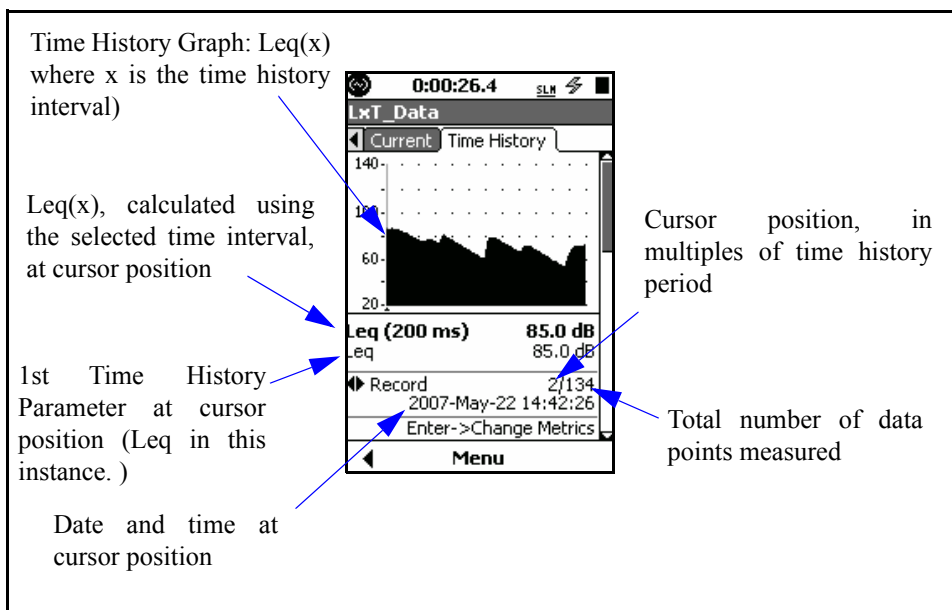 Time History Graph: Leq(x)
where x is the time history
interval)
Leq(x), calculated using
the selected time interval,
at cursor position
1st Time History
Parameter at cursor
position (Leq in this
instance. )
Date and time at
cursor position
0:00:26.4 SLM
LxT_Data
Current Time History
140
100
60
20
Leq (200 ms) 85.0 dB
Leq 85.0 dB
Record 2/134
2007-May-22 14:42:26
Enter->Change Metrics
Menu
Cursor position, in
multiples of time history
period
Total number of data
points measured